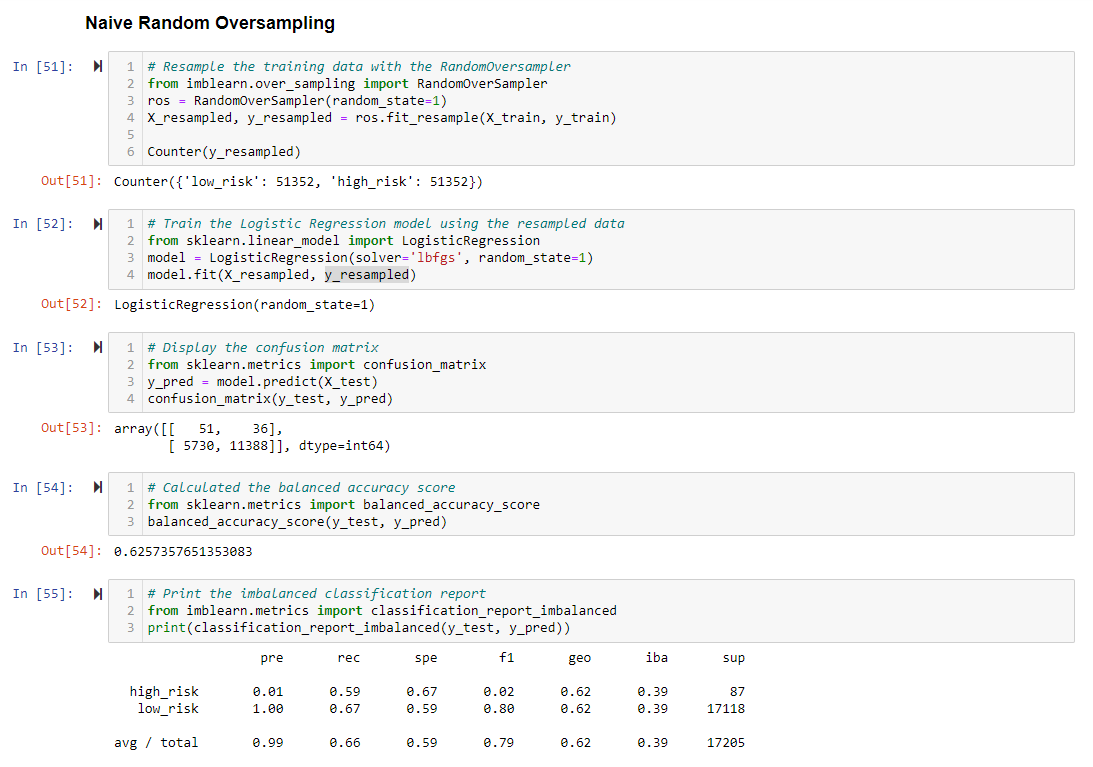 Naive Random Oversampling
In [51]:
1 # Resample the training data with the RandomOversampler
2 from imblearn.over_sampling import RandomOverSampler
3 ros = RandomOverSampler(random_state=1)
4 X_resampled, y_resampled = ros.fit_resample(X_train, y_train)
5
6 Counter(y_resampled)
Out[51]: Counter({'low_risk': 51352, 'high_risk': 51352})
In [52]:
1 # Train the Logistic Regression model using the resampled data
2 from sklearn.linear_model import LogisticRegression
3 model = LogisticRegression(solver='lbfgs', random_state=1)
4 model.fit(X_resampled, y_resampled)
Out[52]: LogisticRegression(random_state=1)
In [53]:
1 # Display the confusion matrix
2 from sklearn.metrics import confusion_matrix
3 y_pred = model.predict(X_test)
4 confusion_matrix(y_test, y_pred)
Out[53]: array([[   51,    36],
       [ 5730, 11388]], dtype=int64)
In [54]:
1 # Calculated the balanced accuracy score
2 from sklearn.metrics import balanced_accuracy_score
3 balanced_accuracy_score(y_test, y_pred)
Out[54]: 0.6257357651353083
In [55]:
1 # Print the imbalanced classification report
2 from imblearn.metrics import classification_report_imbalanced
3 print(classification_report_imbalanced(y_test, y_pred))
pre rec spe f1 geo iba sup
high_risk 0.01 0.59 0.67 0.02 0.62 0.39 87
low_risk 1.00 0.67 0.59 0.80 0.62 0.39 17118
avg / total 0.99 0.66 0.59 0.79 0.62 0.39 17205